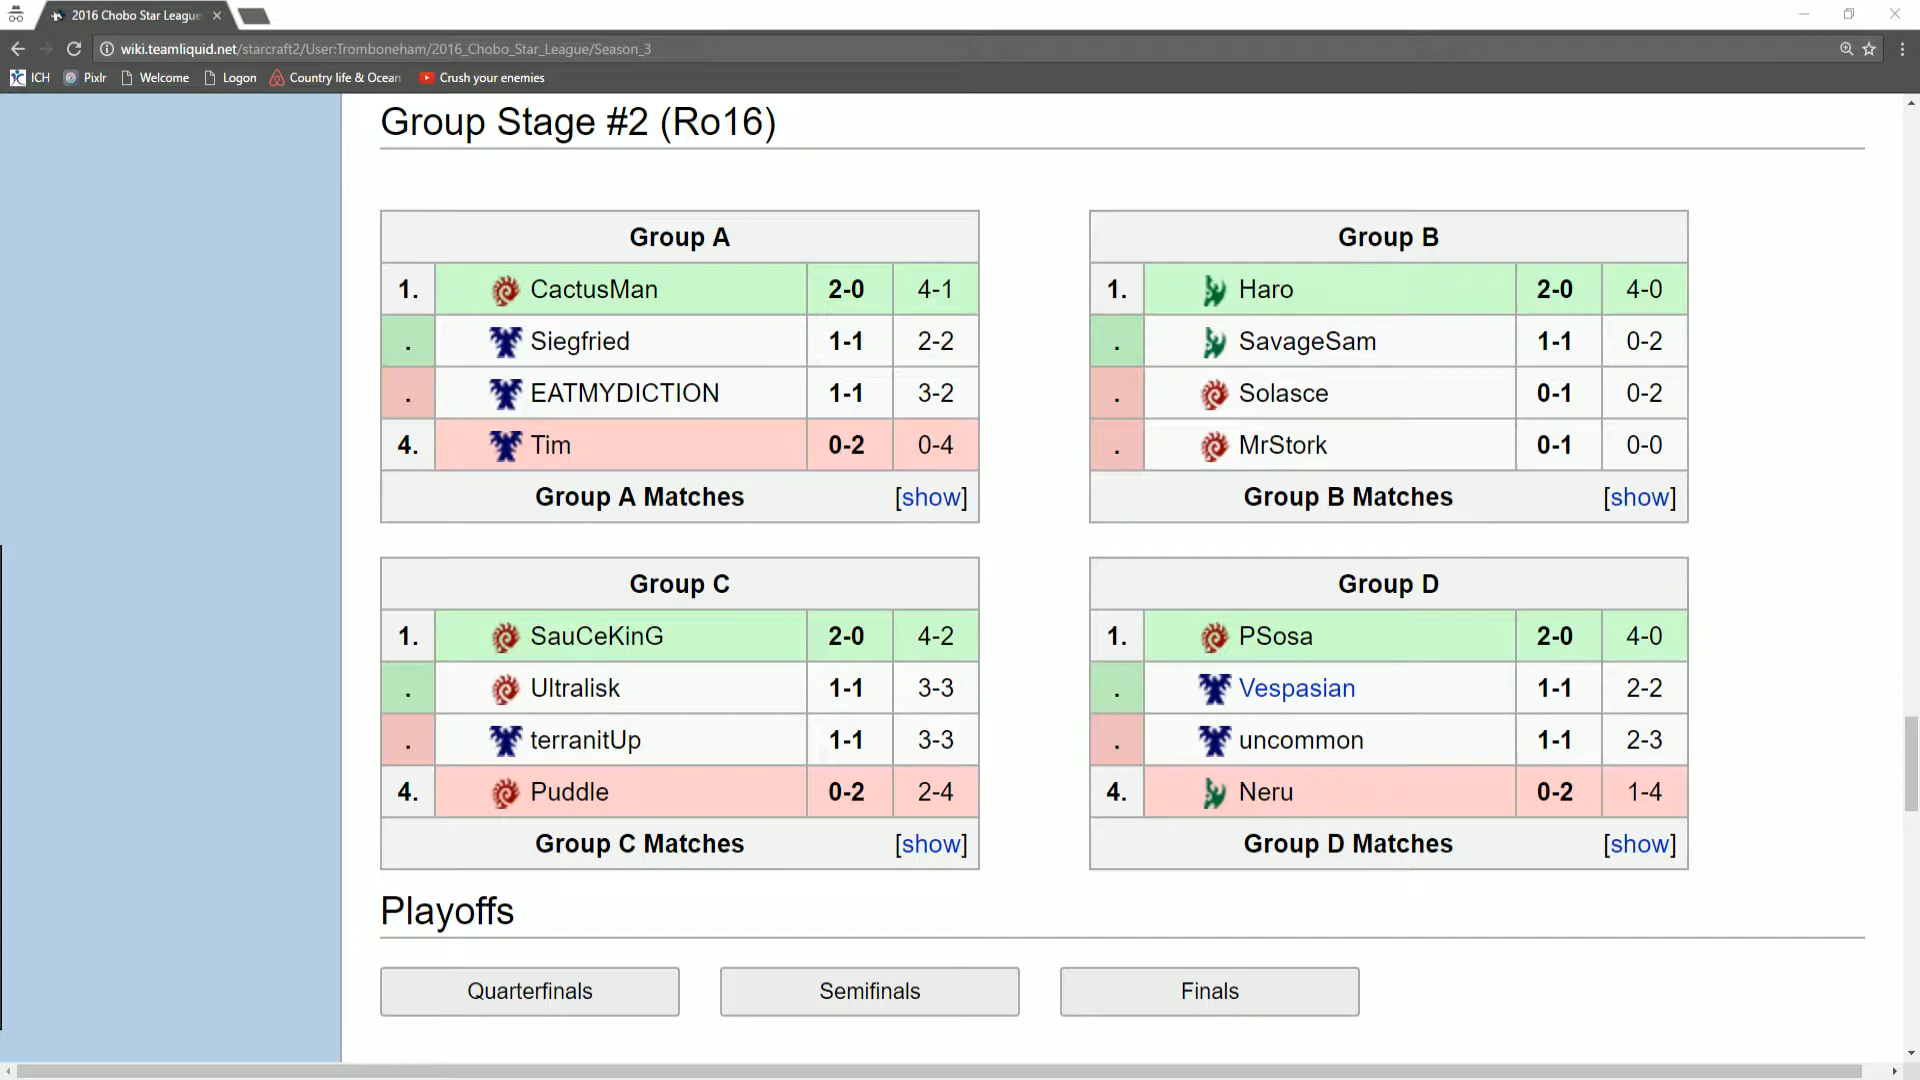 2016 Chobo Star League
wiki.teamliquid.net/starcraft2/User:Tromboneham/2016_Chobo_Star_League/Season_3
ICH Pixlr Welcome Logon Country life & Ocean Crush your enemies
Group Stage #2 (Ro16)
Group A
1. CactusMan 2-0 4-1
. Siegfried 1-1 2-2
. EATMYDICTION 1-1 3-2
4. Tim 0-2 0-4
Group A Matches [show]
Group B
1. Haro 2-0 4-0
. SavageSam 1-1 0-2
. Solasce 0-1 0-2
. MrStork 0-1 0-0
Group B Matches [show]
Group C
1. SauCeKinG 2-0 4-2
. Ultralisk 1-1 3-3
. terranitUp 1-1 3-3
4. Puddle 0-2 2-4
Group C Matches [show]
Group D
1. PSosa 2-0 4-0
. Vespasian 1-1 2-2
. uncommon 1-1 2-3
4. Neru 0-2 1-4
Group D Matches [show]
Playoffs
Quarterfinals Semifinals Finals